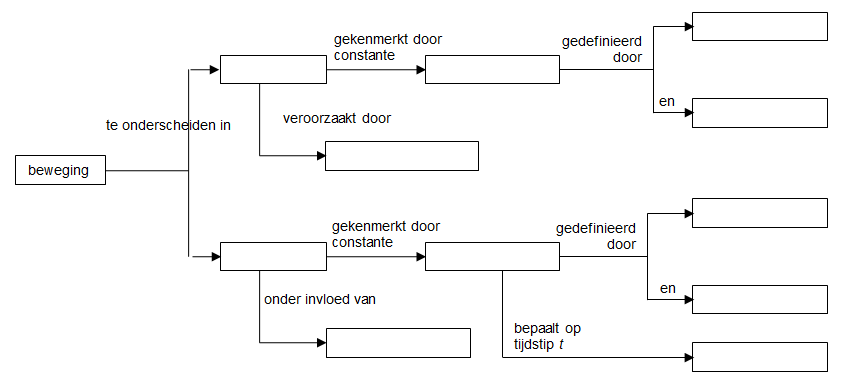 gekenmerkt door
constante
gedefinieerd
door
en
te onderscheiden in
veroorzaakt door
beweging
gekenmerkt door
constante
gedefinieerd
door
en
onder invloed van
bepaalt op
tijdstip t